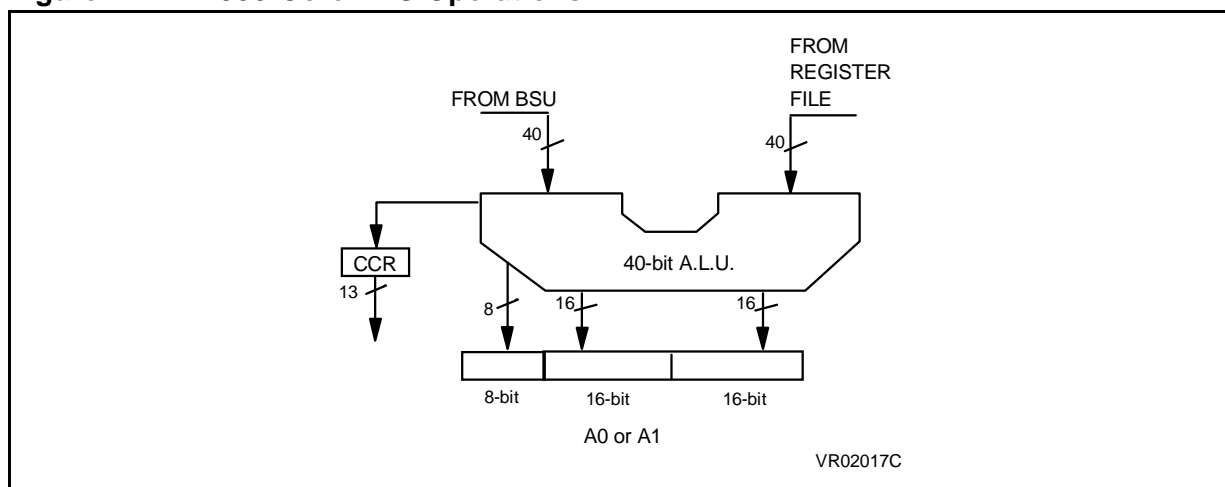 FROM
REGISTER
FILE
FROM BSU
40
40
CCR
40-bit A.L.U.
13
8
16
16
8-bit
16-bit
16-bit
A0 or A1
VR02017C